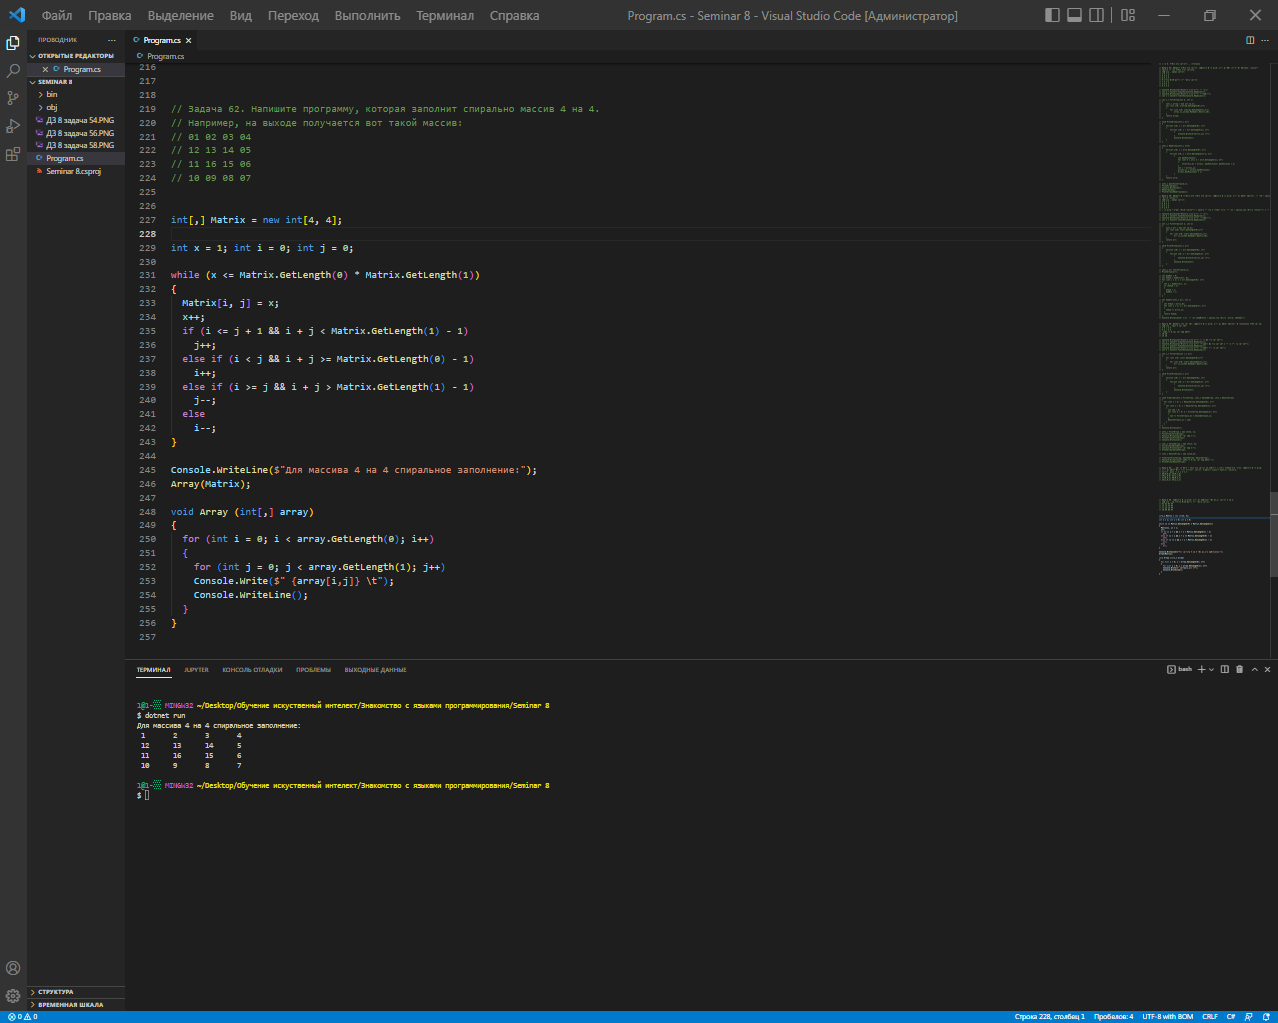 Файл Правка Выделение Вид Переход Выполнить Терминал Справка
Program.cs - Seminar 8 - Visual Studio Code [Администратор]
ПРОВОДНИК ...
ОТКРЫТЫЕ РЕДАКТОРЫ
Program.cs
SEMINAR 8
bin
obj
ДЗ 8 задача 54.PNG
ДЗ 8 задача 56.PNG
ДЗ 8 задача 58.PNG
Program.cs
Seminar 8.csproj
СТРУКТУРА
ВРЕМЕННАЯ ШКАЛА
Program.cs
Program.cs
216
217
218
219 // Задача 62. Напишите программу, которая заполнит спирально массив 4 на 4.
220 // Например, на выходе получается вот такой массив:
221 // 01 02 03 04
222 // 12 13 14 05
223 // 11 16 15 06
224 // 10 09 08 07
225
226
227 int[,] Matrix = new int[4, 4];
228
229 int x = 1; int i = 0; int j = 0;
230
231 while (x <= Matrix.GetLength(0) * Matrix.GetLength(1))
232 {
233 Matrix[i, j] = x;
234 x++;
235 if (i <= j + 1 && i + j < Matrix.GetLength(1) - 1)
236 j++;
237 else if (i < j && i + j >= Matrix.GetLength(0) - 1)
238 i++;
239 else if (i >= j && i + j > Matrix.GetLength(1) - 1)
240 j--;
241 else
242 i--;
243 }
244
245 Console.WriteLine($"Для массива 4 на 4 спиральное заполнение:");
246 Array(Matrix);
247
248 void Array (int[,] array)
249 {
250 for (int i = 0; i < array.GetLength(0); i++)
251 {
252 for (int j = 0; j < array.GetLength(1); j++)
253 Console.Write($" {array[i,j]} \t");
254 Console.WriteLine();
255 }
256 }
257
ТЕРМИНАЛ JUPYTER КОНСОЛЬ ОТЛАДКИ ПРОБЛЕМЫ ВЫХОДНЫЕ ДАННЫЕ
bash
MINGW32 ~/Desktop/Обучение искуственный интелект/Знакомство с языками программирования/Seminar 8
$ dotnet run
Для массива 4 на 4 спиральное заполнение:
1 2 3 4
12 13 14 5
11 16 15 6
10 9 8 7
MINGW32 ~/Desktop/Обучение искуственный интелект/Знакомство с языками программирования/Seminar 8
$
0 0
Строка 228, столбец 1 Пробелов: 4 UTF-8 with BOM CRLF C#